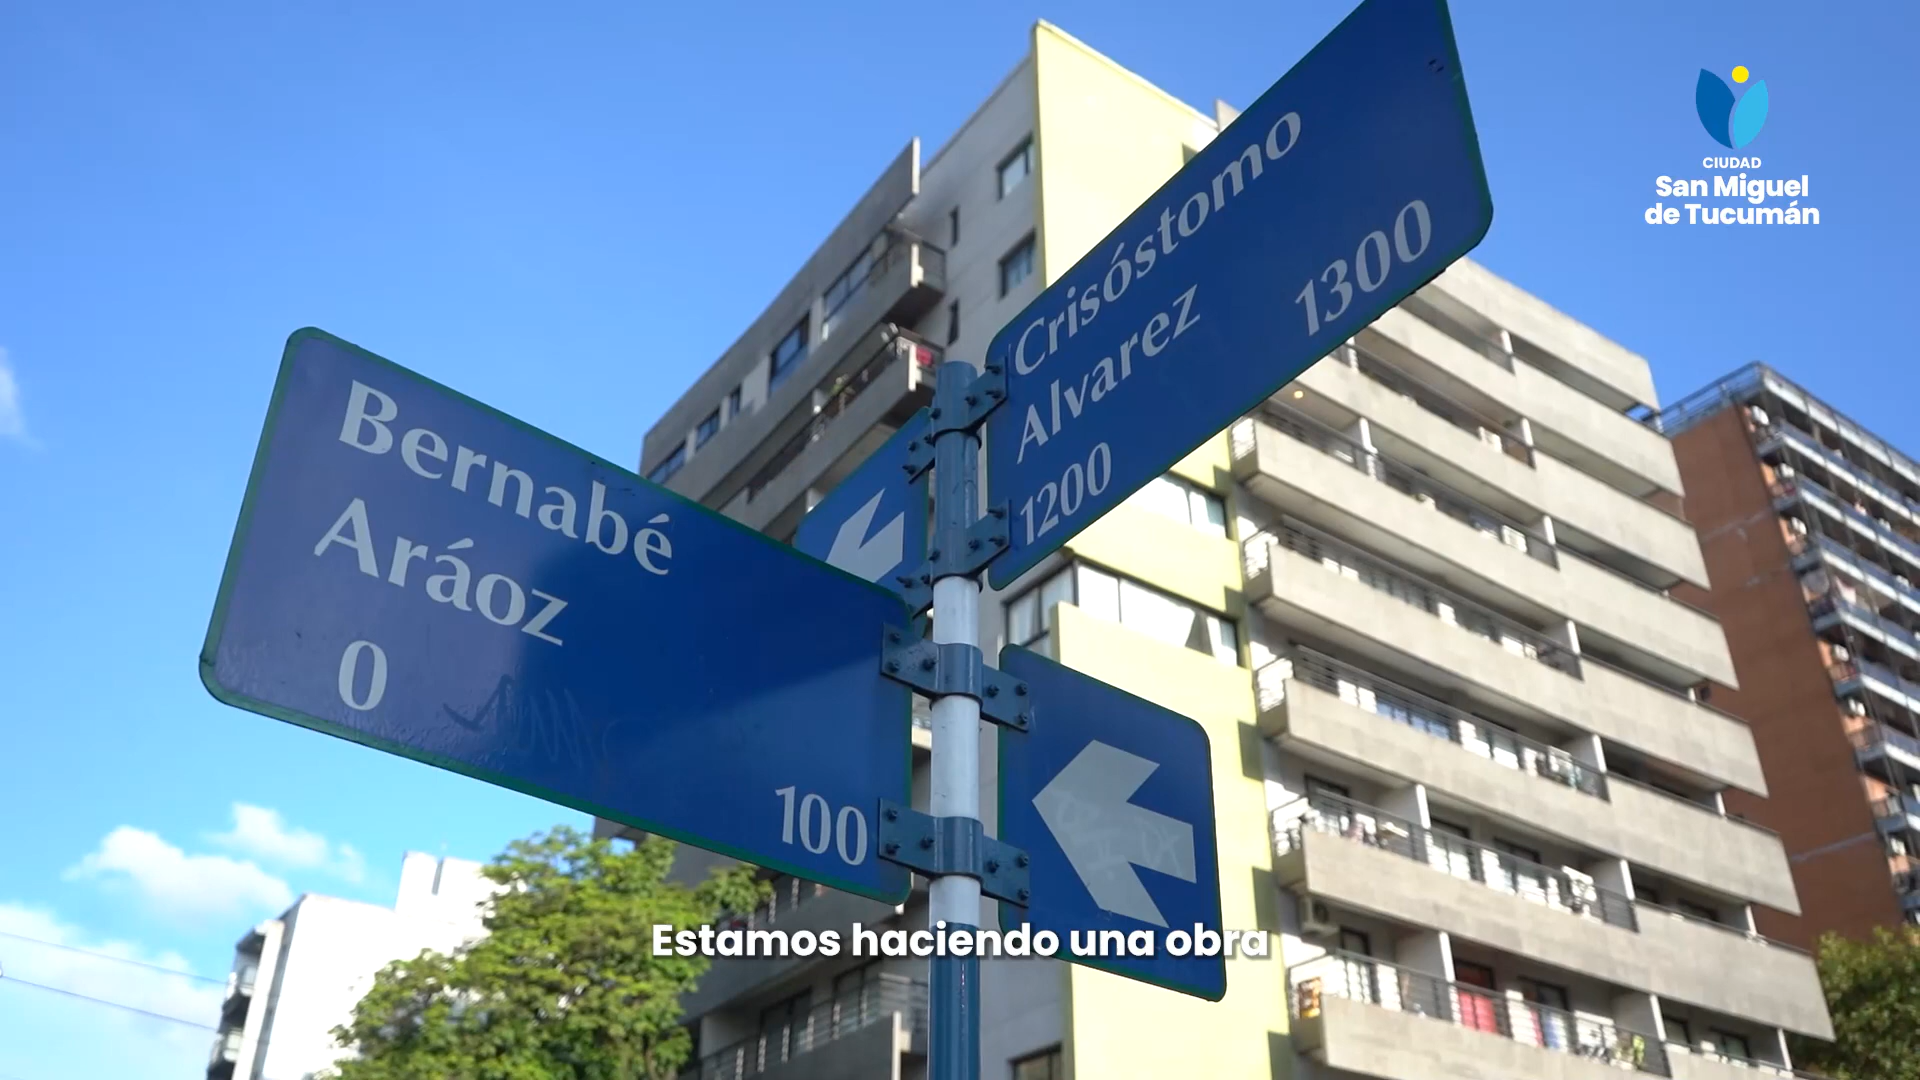 CIUDAD
San Miguel
de Tucumán
Crisóstomo
Alvarez
1200 1300
Bernabé
Aráoz
0 100
Estamos haciendo una obra